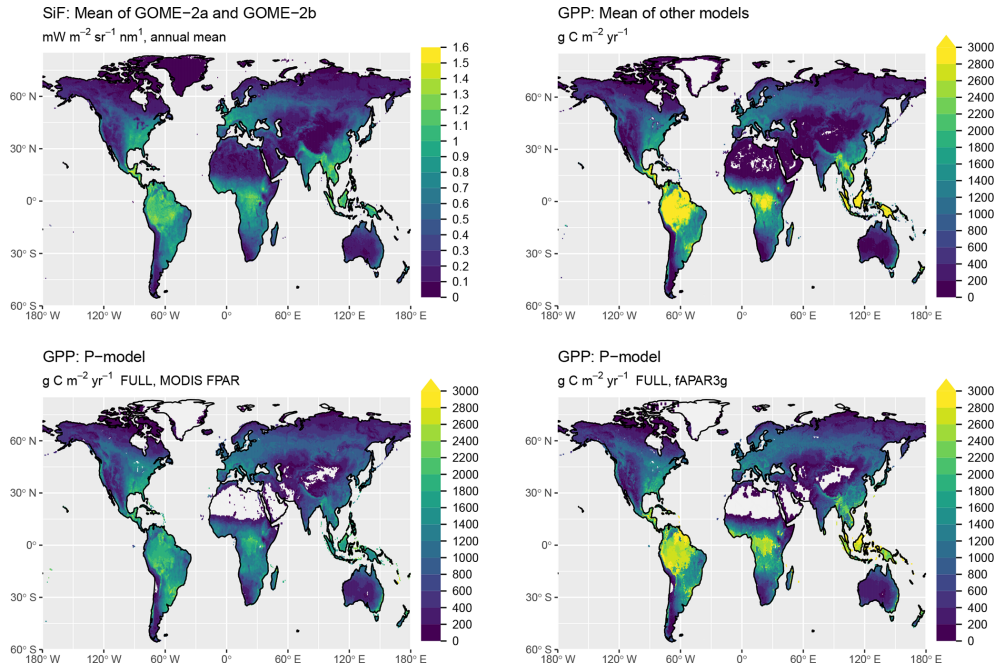 SiF: Mean of GOME−2a and GOME−2b
mW m⁻² sr⁻¹ nm¹, annual mean
60° N
30° N
0°
30° S
60° S
180° W 120° W 60° W 0° 60° E 120° E 180° E
1.6
1.5
1.4
1.3
1.2
1.1
1
0.9
0.8
0.7
0.6
0.5
0.4
0.3
0.2
0.1
0
GPP: Mean of other models
g C m⁻² yr⁻¹
60° N
30° N
0°
30° S
60° S
180° W 120° W 60° W 0° 60° E 120° E 180° E
3000
2800
2600
2400
2200
2000
1800
1600
1400
1200
1000
800
600
400
200
0
GPP: P−model
g C m⁻² yr⁻¹ FULL, MODIS FPAR
60° N
30° N
0°
30° S
60° S
180° W 120° W 60° W 0° 60° E 120° E 180° E
3000
2800
2600
2400
2200
2000
1800
1600
1400
1200
1000
800
600
400
200
0
GPP: P−model
g C m⁻² yr⁻¹ FULL, fAPAR3g
60° N
30° N
0°
30° S
60° S
180° W 120° W 60° W 0° 60° E 120° E 180° E
3000
2800
2600
2400
2200
2000
1800
1600
1400
1200
1000
800
600
400
200
0